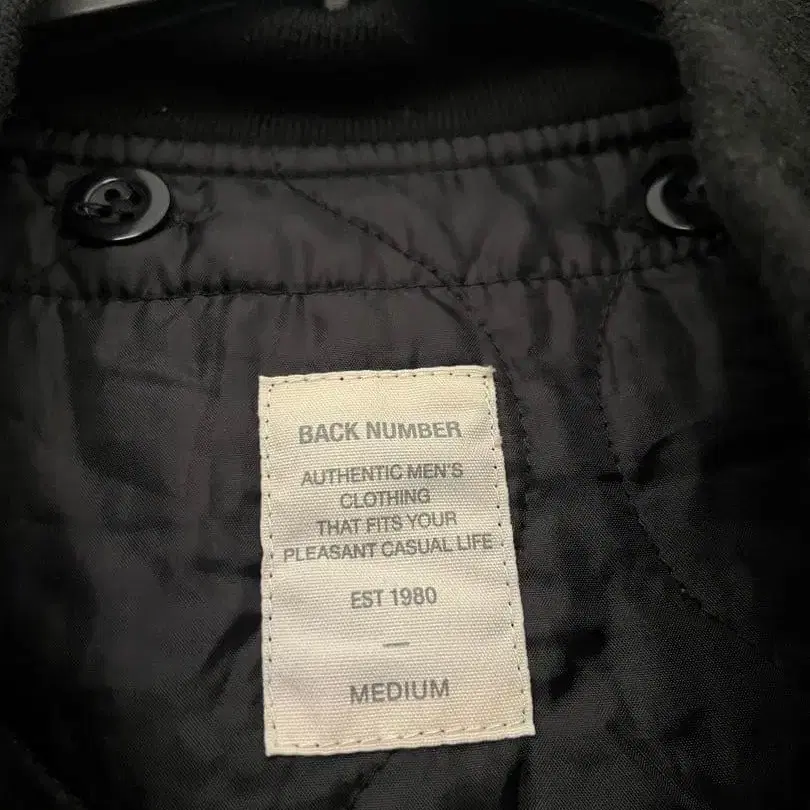 BACK NUMBER
AUTHENTIC MEN'S
CLOTHING
THAT FITS YOUR
PLEASANT CASUAL LIFE
EST 1980
—
MEDIUM